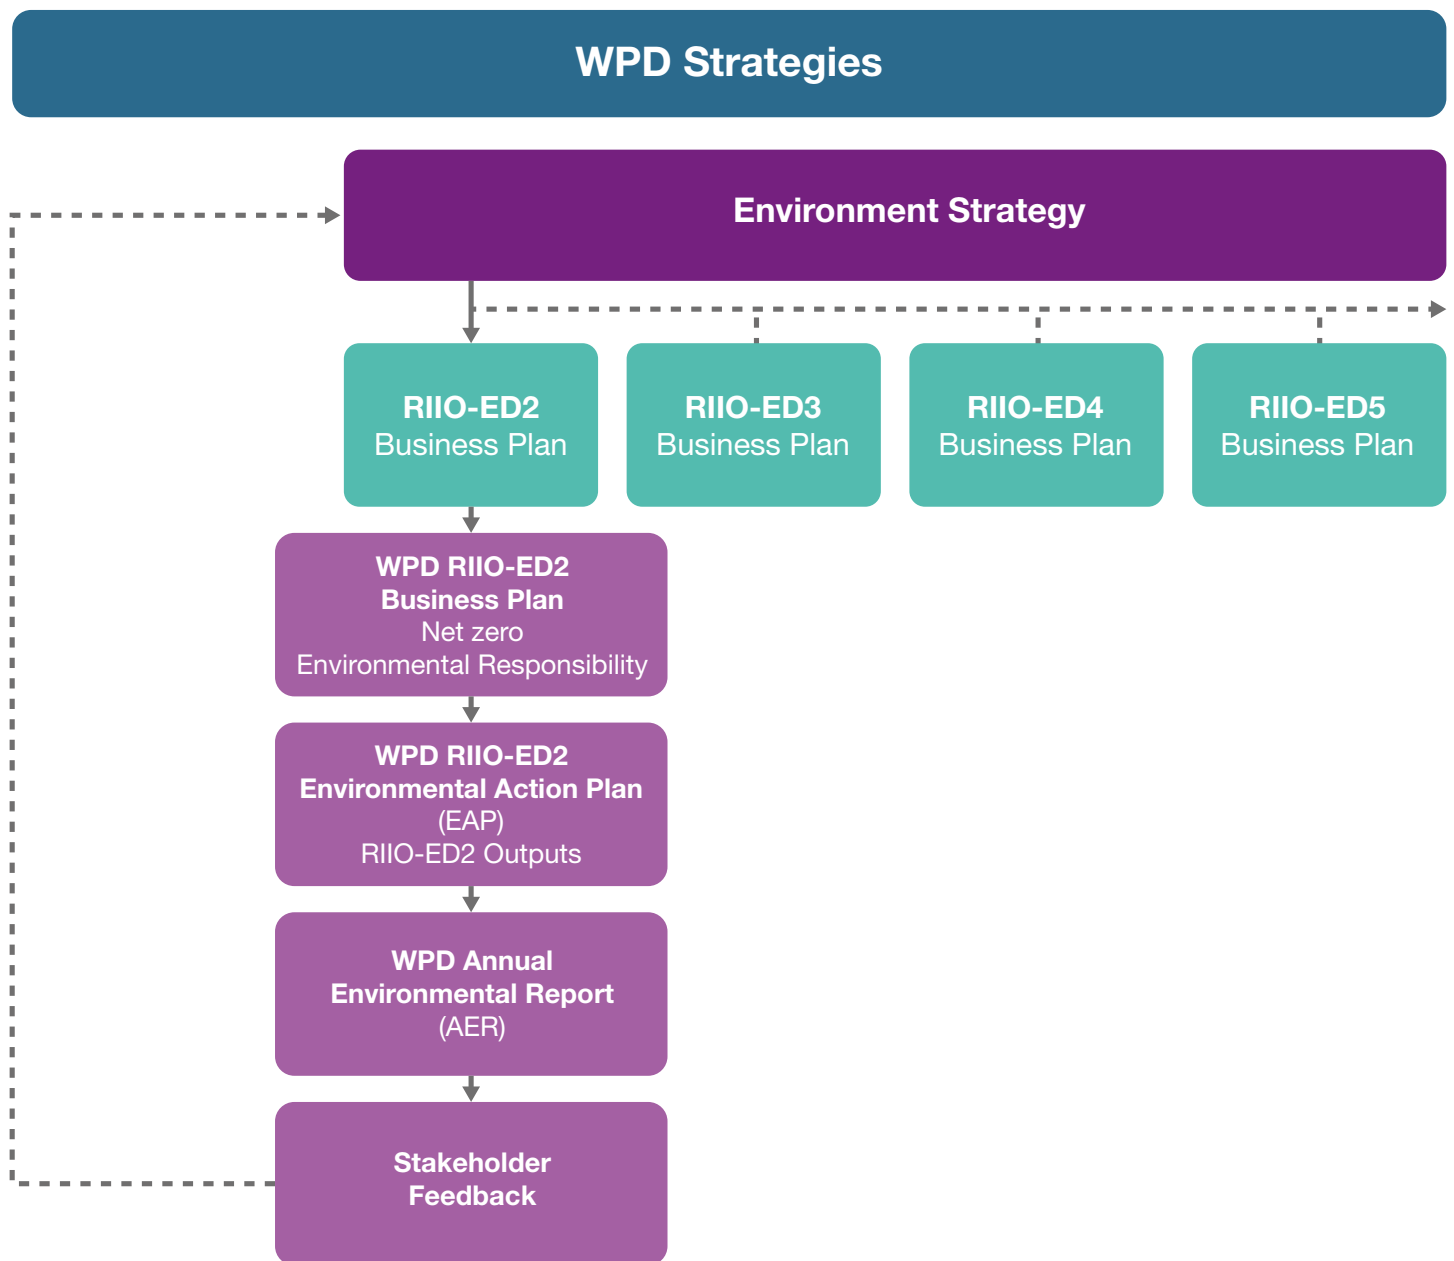 WPD Strategies
Environment Strategy
RIIO-ED2
Business Plan
RIIO-ED3
Business Plan
RIIO-ED4
Business Plan
RIIO-ED5
Business Plan
WPD RIIO-ED2
Business Plan
Net zero
Environmental Responsibility
WPD RIIO-ED2
Environmental Action Plan
(EAP)
RIIO-ED2 Outputs
WPD Annual
Environmental Report
(AER)
Stakeholder
Feedback